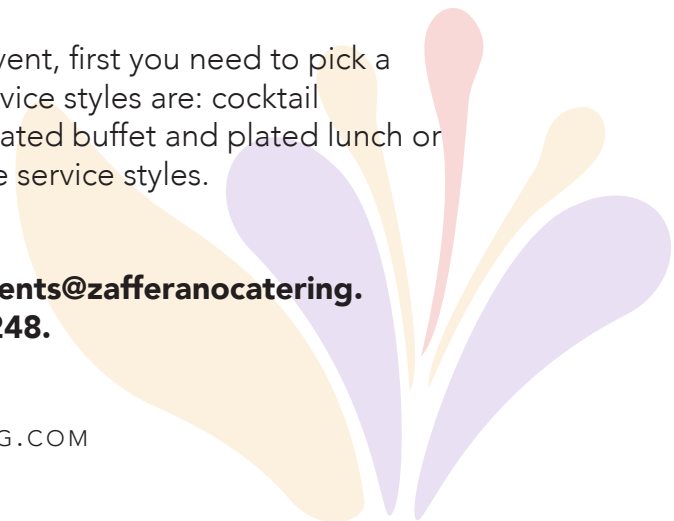 vent, first you need to pick a
vice styles are: cocktail
ated buffet and plated lunch or
e service styles.
ents@zafferanocatering.
248.
G.COM